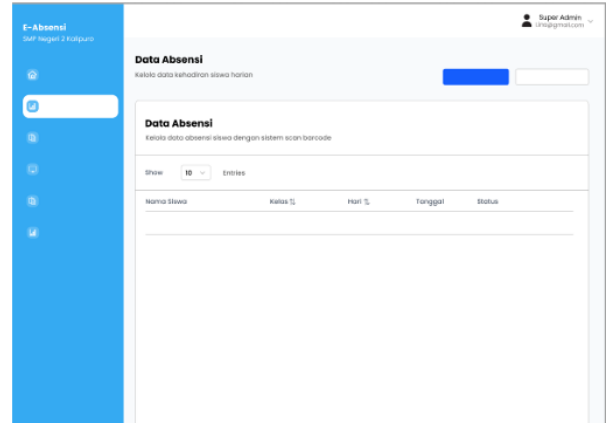 E-Absensi
SMP Negeri 2 Kalipuro
Super Admin
Data Absensi
Kelola data kehadiran siswa harian
Data Absensi
Kelola data absensi siswa dengan sistem scan barcode
Show 10 Entries
Nama Siswa Kelas Hari Tanggal Status